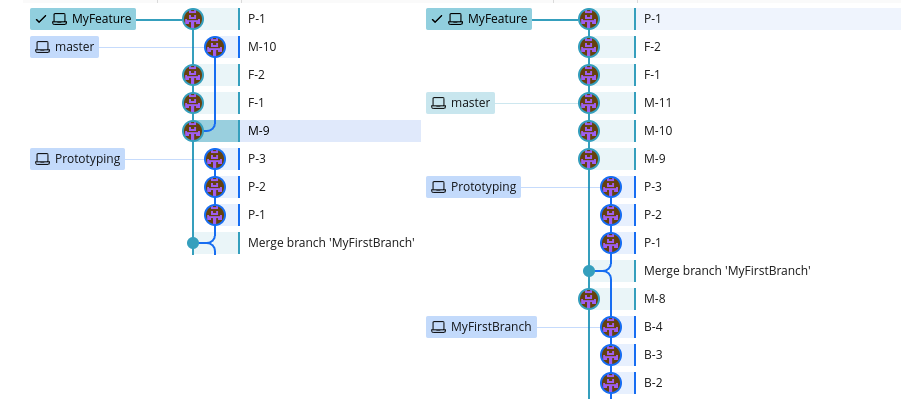 MyFeature P-1
master M-10
F-2
F-1
M-9
Prototyping P-3
P-2
P-1
Merge branch 'MyFirstBranch'
MyFeature P-1
F-2
F-1
master M-11
M-10
M-9
Prototyping P-3
P-2
P-1
Merge branch 'MyFirstBranch'
M-8
MyFirstBranch B-4
B-3
B-2